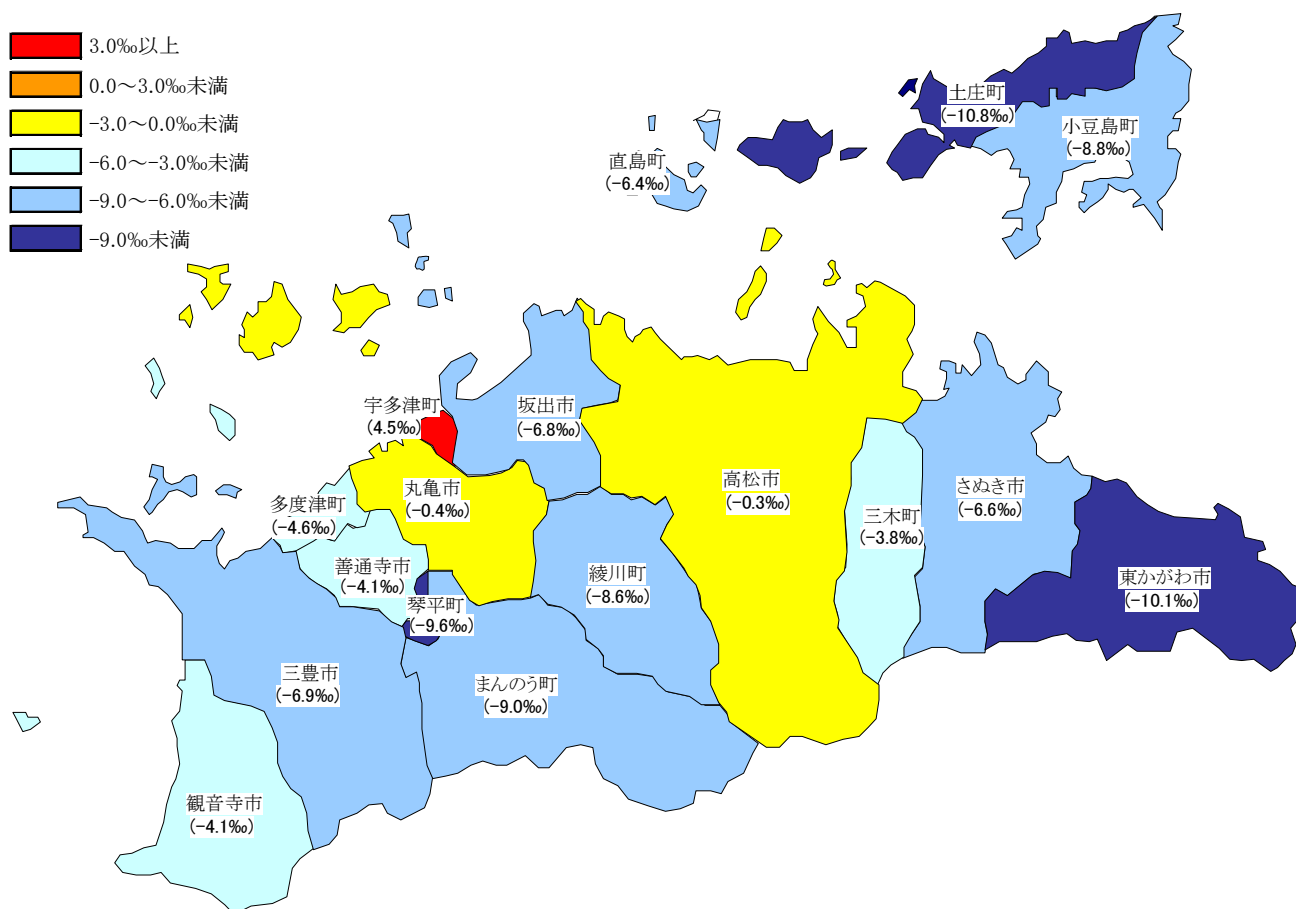 3.0‰以上
0.0～3.0‰未満
-3.0～0.0‰未満
-6.0～-3.0‰未満
-9.0～-6.0‰未満
-9.0‰未満
土庄町
(-10.8‰)
小豆島町
(-8.8‰)
直島町
(-6.4‰)
宇多津町
(4.5‰)
坂出市
(-6.8‰)
丸亀市
(-0.4‰)
高松市
(-0.3‰)
多度津町
(-4.6‰)
三木町
(-3.8‰)
さぬき市
(-6.6‰)
善通寺市
(-4.1‰)
綾川町
(-8.6‰)
東かがわ市
(-10.1‰)
琴平町
(-9.6‰)
三豊市
(-6.9‰)
まんのう町
(-9.0‰)
観音寺市
(-4.1‰)